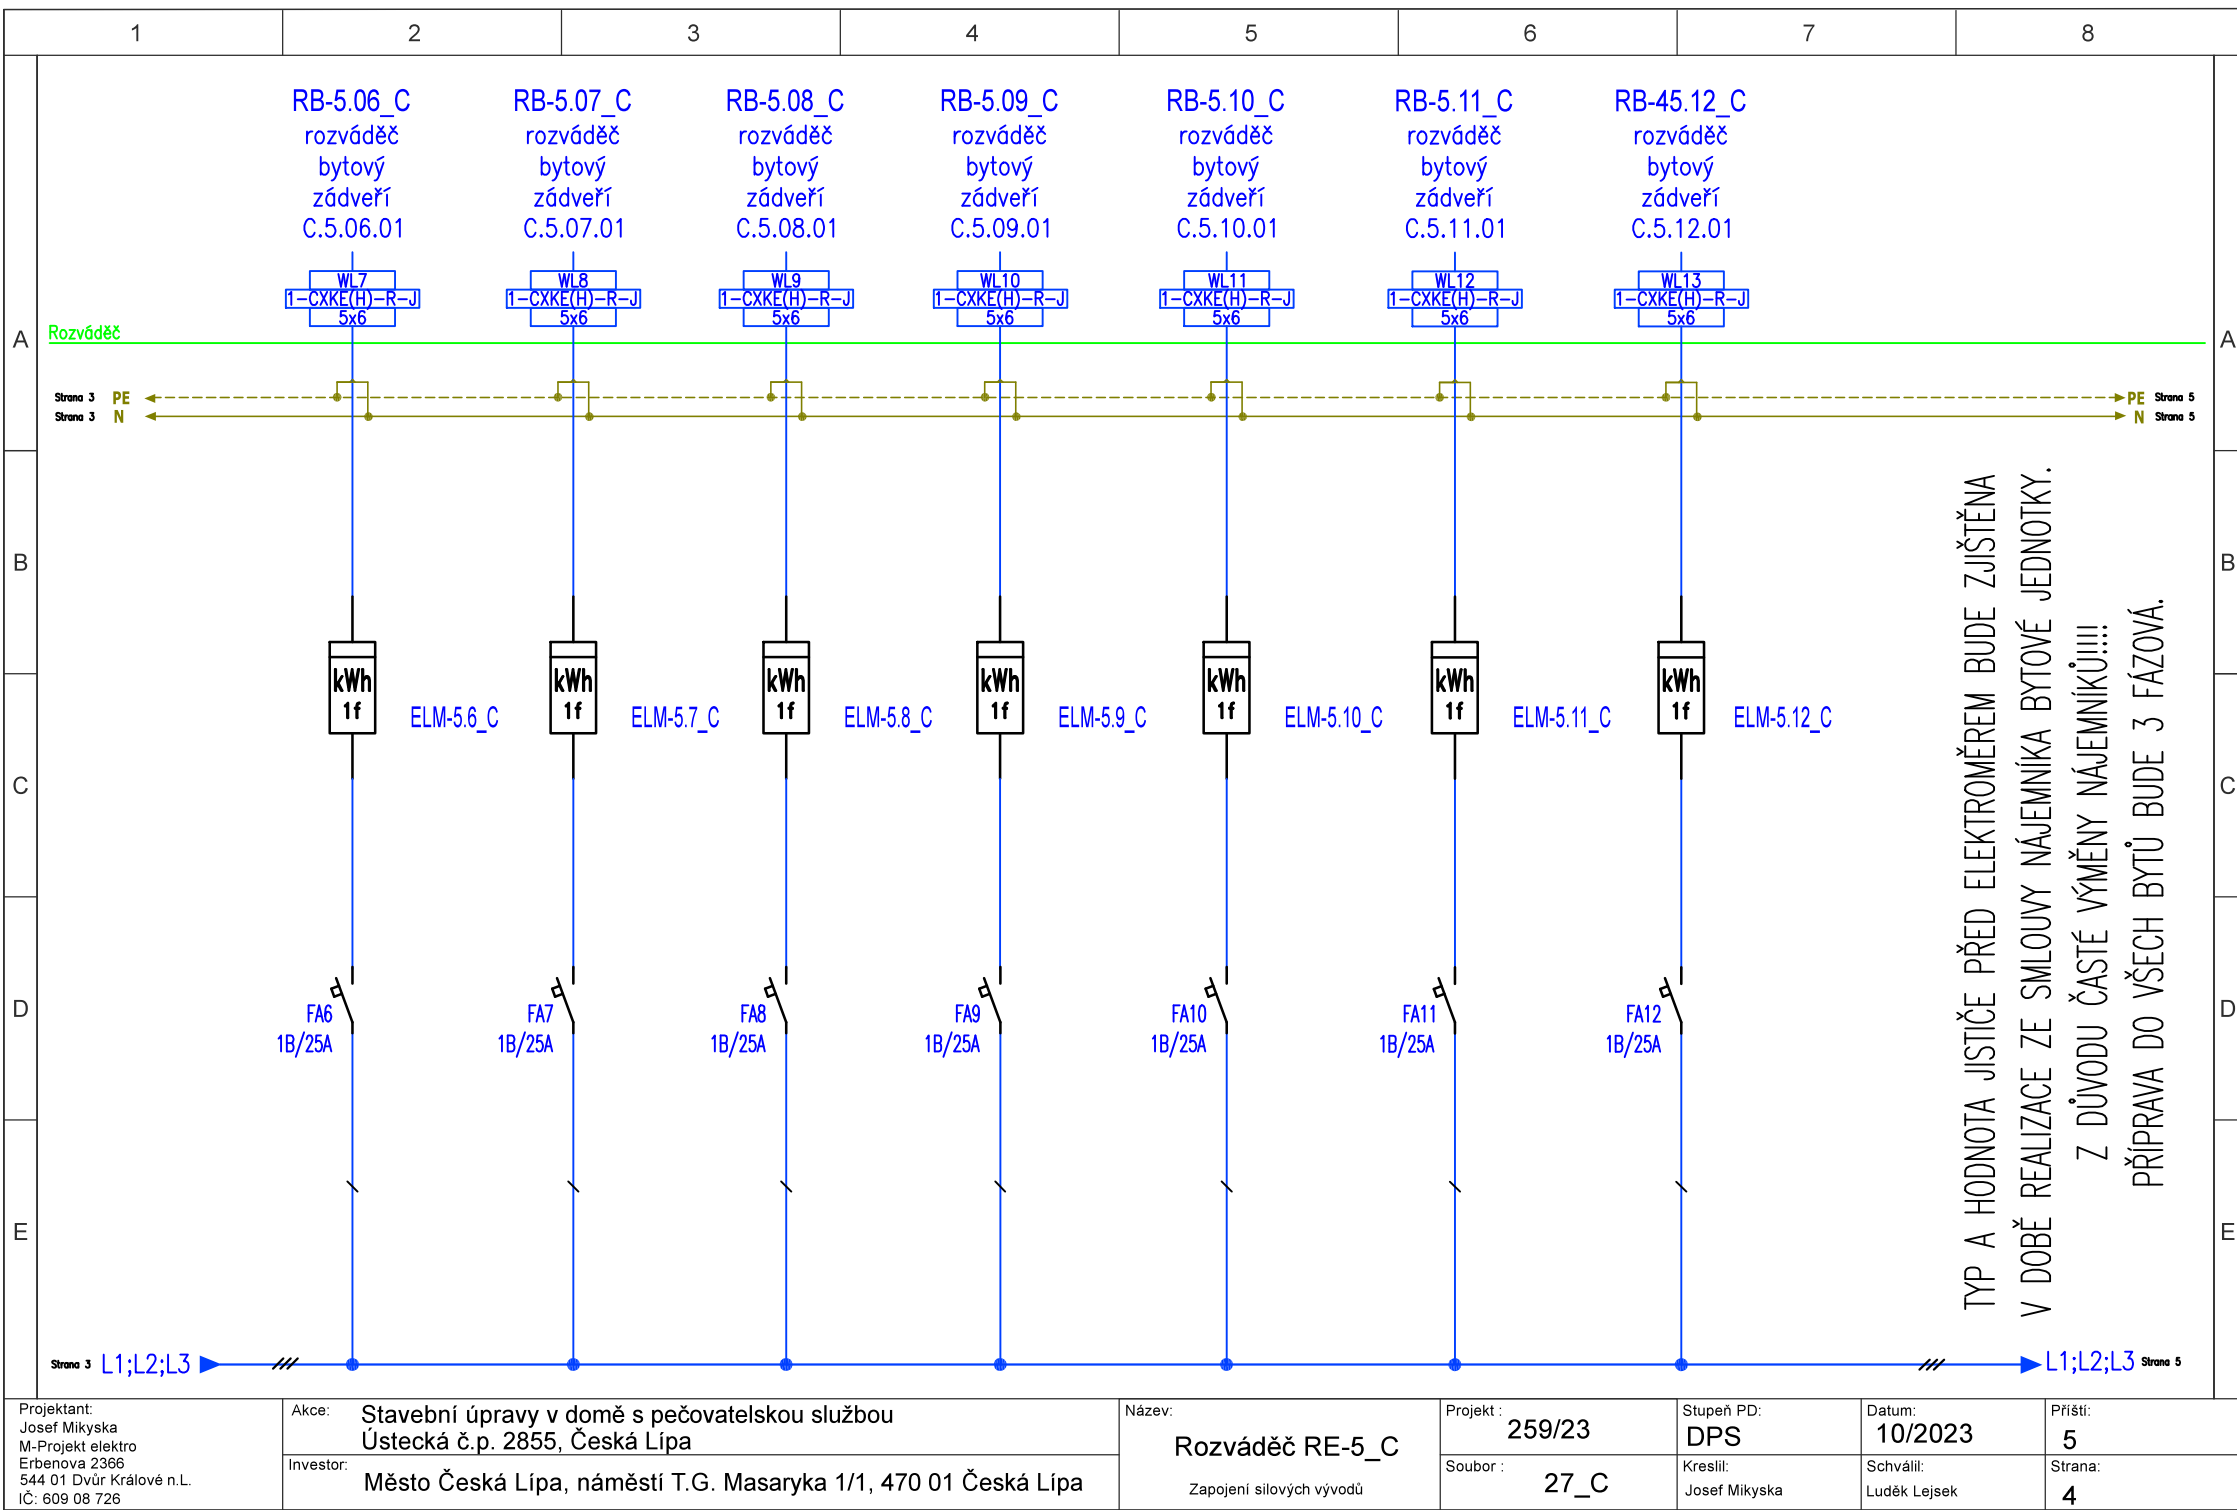 1 2 3 4 5 6 7 8
RB-5.06_C
rozváděč
bytový
zádveří
C.5.06.01
WL7
1-CXKE(H)-R-J
5x6
RB-5.07_C
rozváděč
bytový
zádveří
C.5.07.01
WL8
1-CXKE(H)-R-J
5x6
RB-5.08_C
rozváděč
bytový
zádveří
C.5.08.01
WL9
1-CXKE(H)-R-J
5x6
RB-5.09_C
rozváděč
bytový
zádveří
C.5.09.01
WL10
1-CXKE(H)-R-J
5x6
RB-5.10_C
rozváděč
bytový
zádveří
C.5.10.01
WL11
1-CXKE(H)-R-J
5x6
RB-5.11_C
rozváděč
bytový
zádveří
C.5.11.01
WL12
1-CXKE(H)-R-J
5x6
RB-45.12_C
rozváděč
bytový
zádveří
C.5.12.01
WL13
1-CXKE(H)-R-J
5x6
Rozváděč
A A
Strana 3 PE PE Strana 5
Strana 3 N N Strana 5
B B
kWh
1f
ELM-5.6_C
kWh
1f
ELM-5.7_C
kWh
1f
ELM-5.8_C
kWh
1f
ELM-5.9_C
kWh
1f
ELM-5.10_C
kWh
1f
ELM-5.11_C
kWh
1f
ELM-5.12_C
C C
D D
FA6
1B/25A
FA7
1B/25A
FA8
1B/25A
FA9
1B/25A
FA10
1B/25A
FA11
1B/25A
FA12
1B/25A
E E
TYP A HODNOTA JISTIČE PŘED ELEKTROMĚREM BUDE ZJIŠTĚNA
V DOBĚ REALIZACE ZE SMLOUVY NÁJEMNÍKA BYTOVÉ JEDNOTKY.
Z DŮVODU ČASTÉ VÝMĚNY NÁJEMNÍKŮ!!!!
PŘÍPRAVA DO VŠECH BYTŮ BUDE 3 FÁZOVÁ.
Strana 3 L1;L2;L3 L1;L2;L3 Strana 5
Projektant:
Josef Mikyska
M-Projekt elektro
Erbenova 2366
544 01 Dvůr Králové n.L.
IČ: 609 08 726
Akce: Stavební úpravy v domě s pečovatelskou službou
Ústecká č.p. 2855, Česká Lípa
Investor:
Město Česká Lípa, náměstí T.G. Masaryka 1/1, 470 01 Česká Lípa
Název:
Rozváděč RE-5_C
Zapojení silových vývodů
Projekt : 259/23
Soubor : 27_C
Stupeň PD:
DPS
Kreslil:
Josef Mikyska
Datum:
10/2023
Schválil:
Luděk Lejsek
Příští:
5
Strana:
4